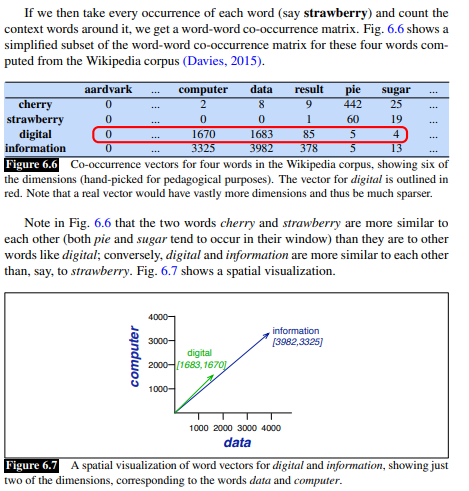 If we then take every occurrence of each word (say strawberry) and count the
context words around it, we get a word-word co-occurrence matrix. Fig. 6.6 shows a
simplified subset of the word-word co-occurrence matrix for these four words com-
puted from the Wikipedia corpus (Davies, 2015).
aardvark ... computer data result pie sugar ...
cherry 0 ... 2 8 9 442 25 ...
strawberry 0 ... 0 0 1 60 19 ...
digital 0 ... 1670 1683 85 5 4 ...
information 0 ... 3325 3982 378 5 13 ...
Figure 6.6 Co-occurrence vectors for four words in the Wikipedia corpus, showing six of
the dimensions (hand-picked for pedagogical purposes). The vector for digital is outlined in
red. Note that a real vector would have vastly more dimensions and thus be much sparser.
Note in Fig. 6.6 that the two words cherry and strawberry are more similar to
each other (both pie and sugar tend to occur in their window) than they are to other
words like digital; conversely, digital and information are more similar to each other
than, say, to strawberry. Fig. 6.7 shows a spatial visualization.
computer
4000
3000
2000
1000
information
[3982,3325]
digital
[1683,1670]
1000 2000 3000 4000
data
Figure 6.7 A spatial visualization of word vectors for digital and information, showing just
two of the dimensions, corresponding to the words data and computer.